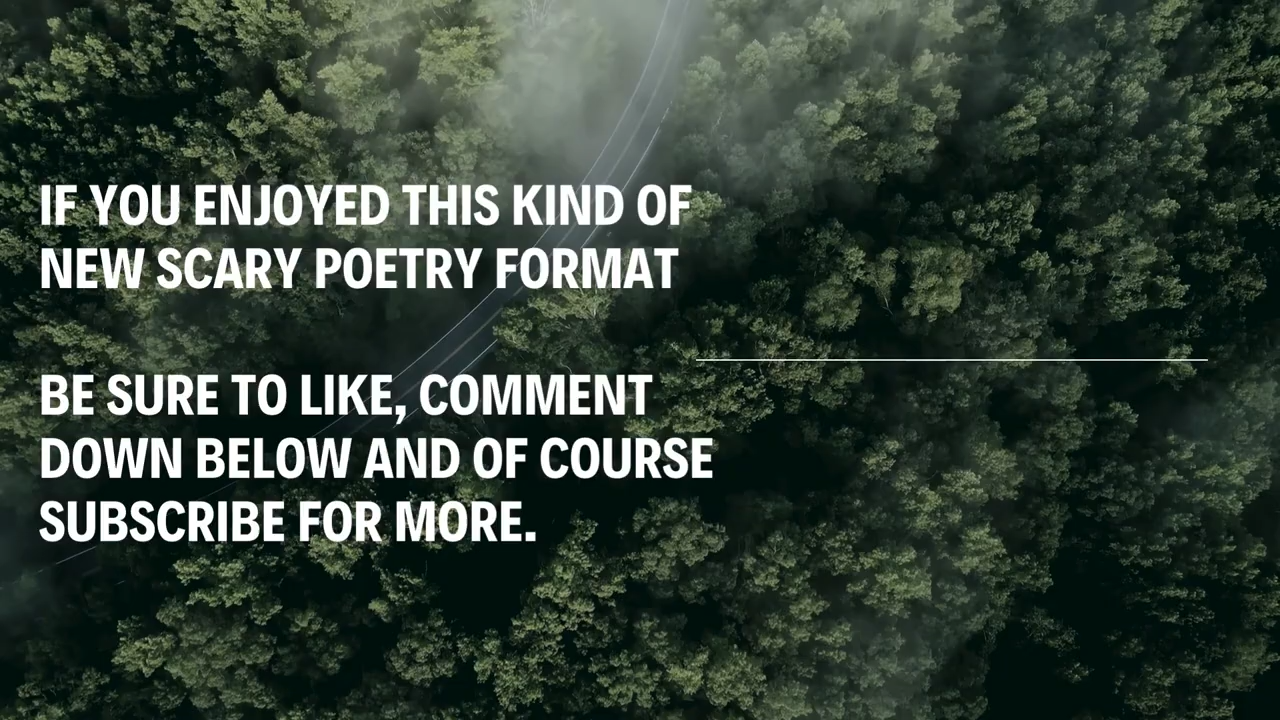 IF YOU ENJOYED THIS KIND OF
NEW SCARY POETRY FORMAT
BE SURE TO LIKE, COMMENT
DOWN BELOW AND OF COURSE
SUBSCRIBE FOR MORE.